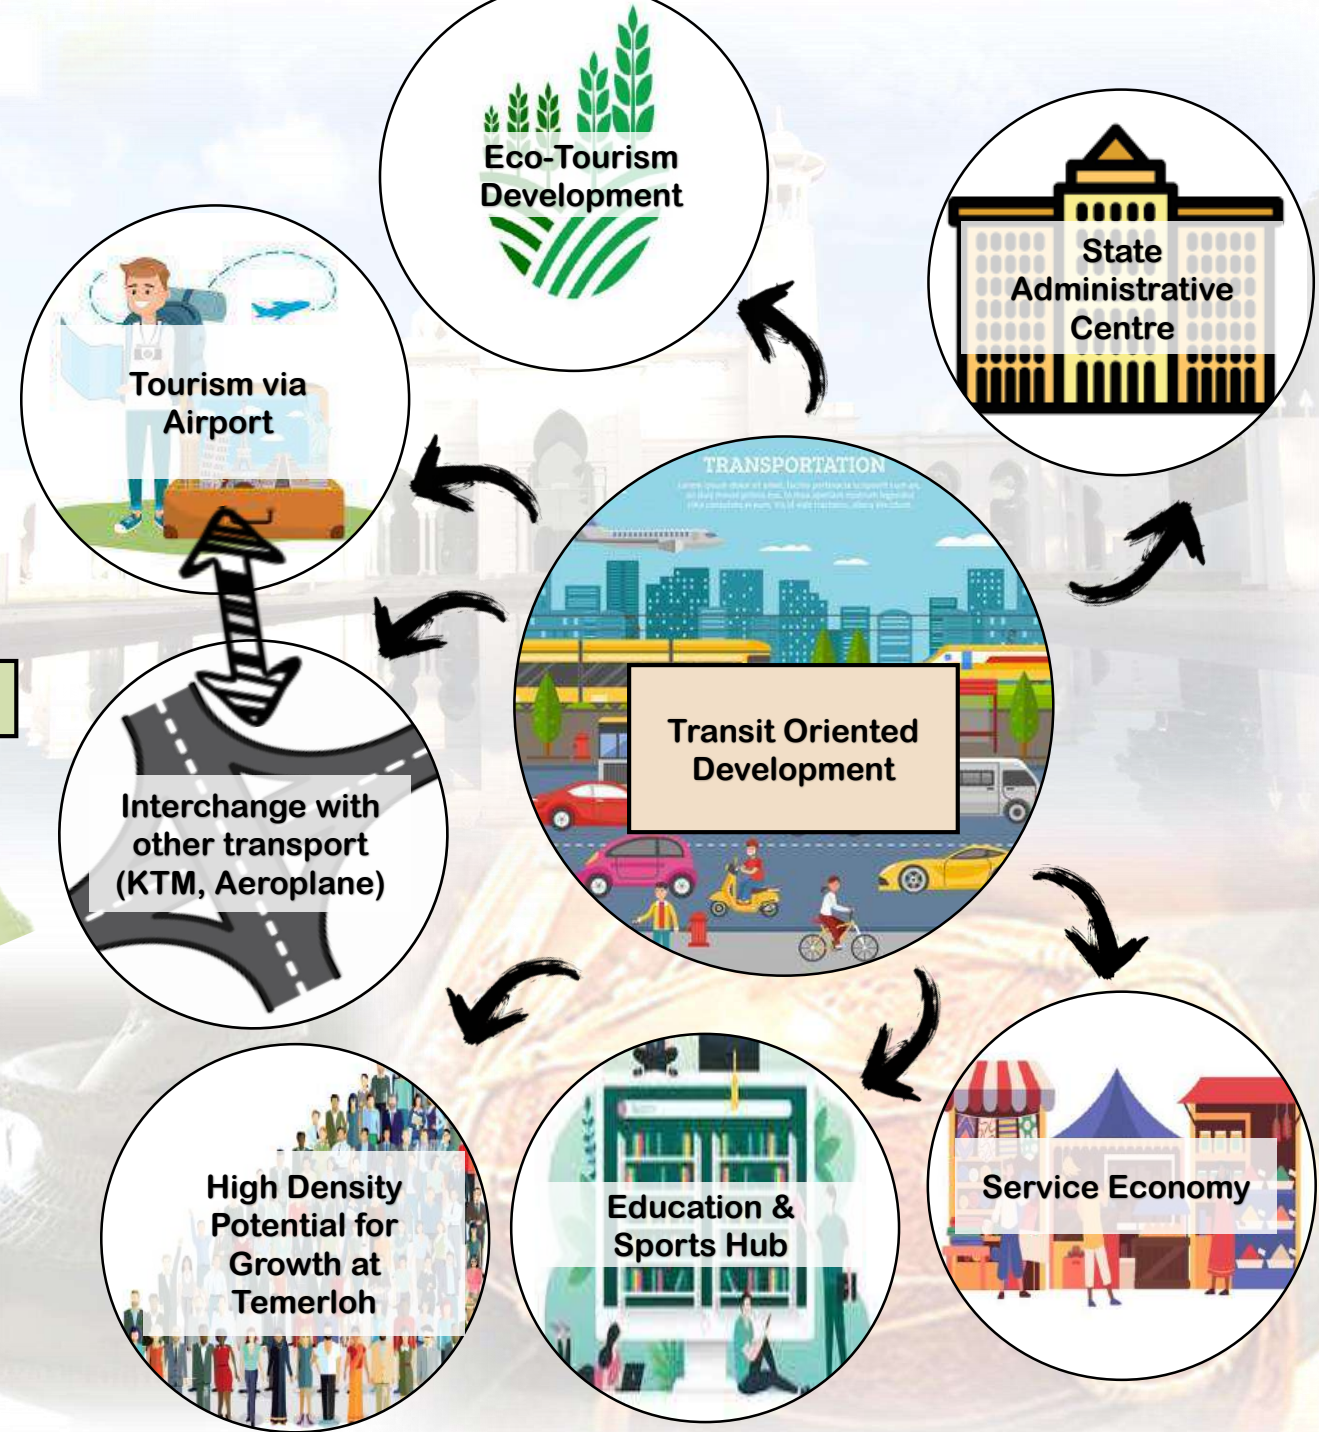 Eco-Tourism
Development
State
Administrative
Centre
Tourism via
Airport
TRANSPORTATION
Transit Oriented
Development
Interchange with
other transport
(KTM, Aeroplane)
High Density
Potential for
Growth at
Temerloh
Education &
Sports Hub
Service Economy